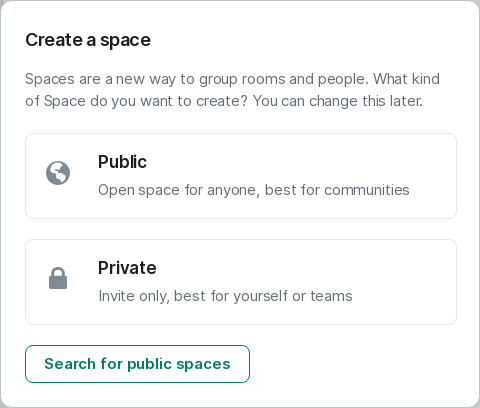 Create a space
Spaces are a new way to group rooms and people. What kind
of Space do you want to create? You can change this later.
Public
Open space for anyone, best for communities
Private
Invite only, best for yourself or teams
Search for public spaces